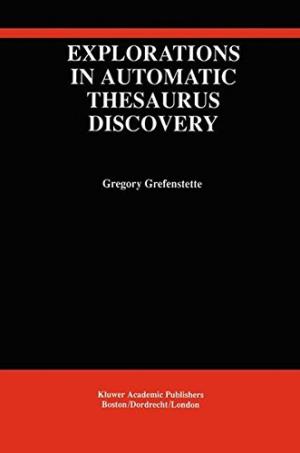 EXPLORATIONS
IN AUTOMATIC
THESAURUS
DISCOVERY
Gregory Grefenstette
Kluwer Academic Publishers
Boston/Dordrecht/London